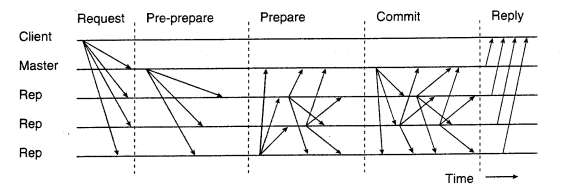 Request Pre-prepare Prepare Commit Reply
Client
Master
Rep
Rep
Rep
Time